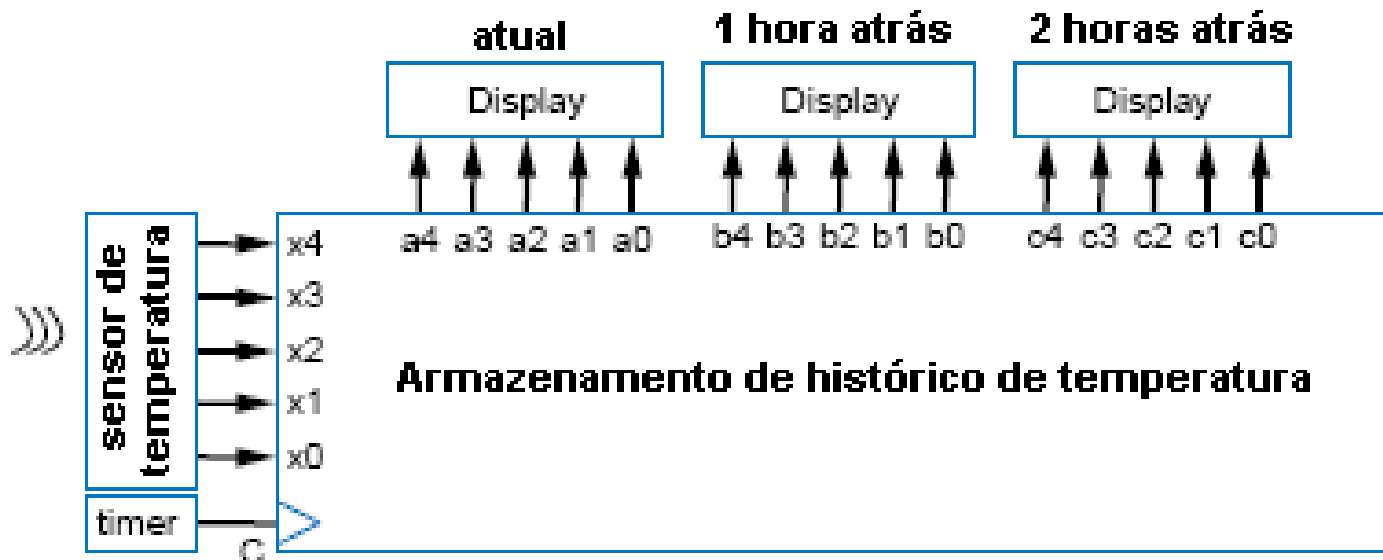 atual 1 hora atrás 2 horas atrás
Display Display Display
a4 a3 a2 a1 a0 b4 b3 b2 b1 b0 c4 c3 c2 c1 c0
sensor de
temperatura
x4
x3
x2
x1
x0
Armazenamento de histórico de temperatura
timer
C